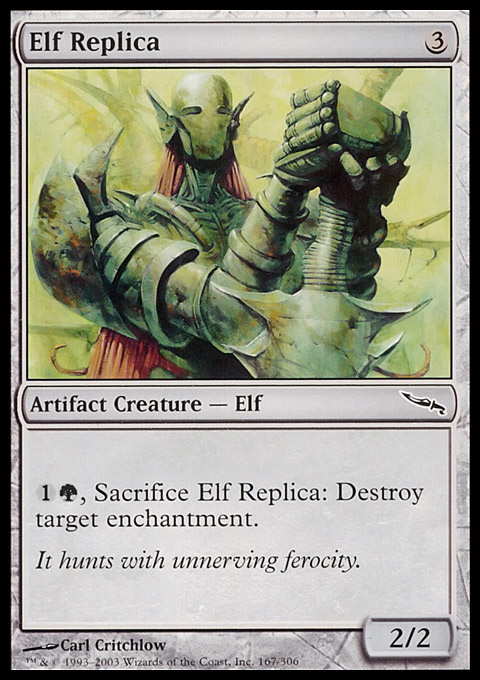 Elf Replica 3
Artifact Creature — Elf
1, Sacrifice Elf Replica: Destroy
target enchantment.
It hunts with unnerving ferocity.
2/2
Carl Critchlow
™ & © 1993–2003 Wizards of the Coast, Inc. 167/306